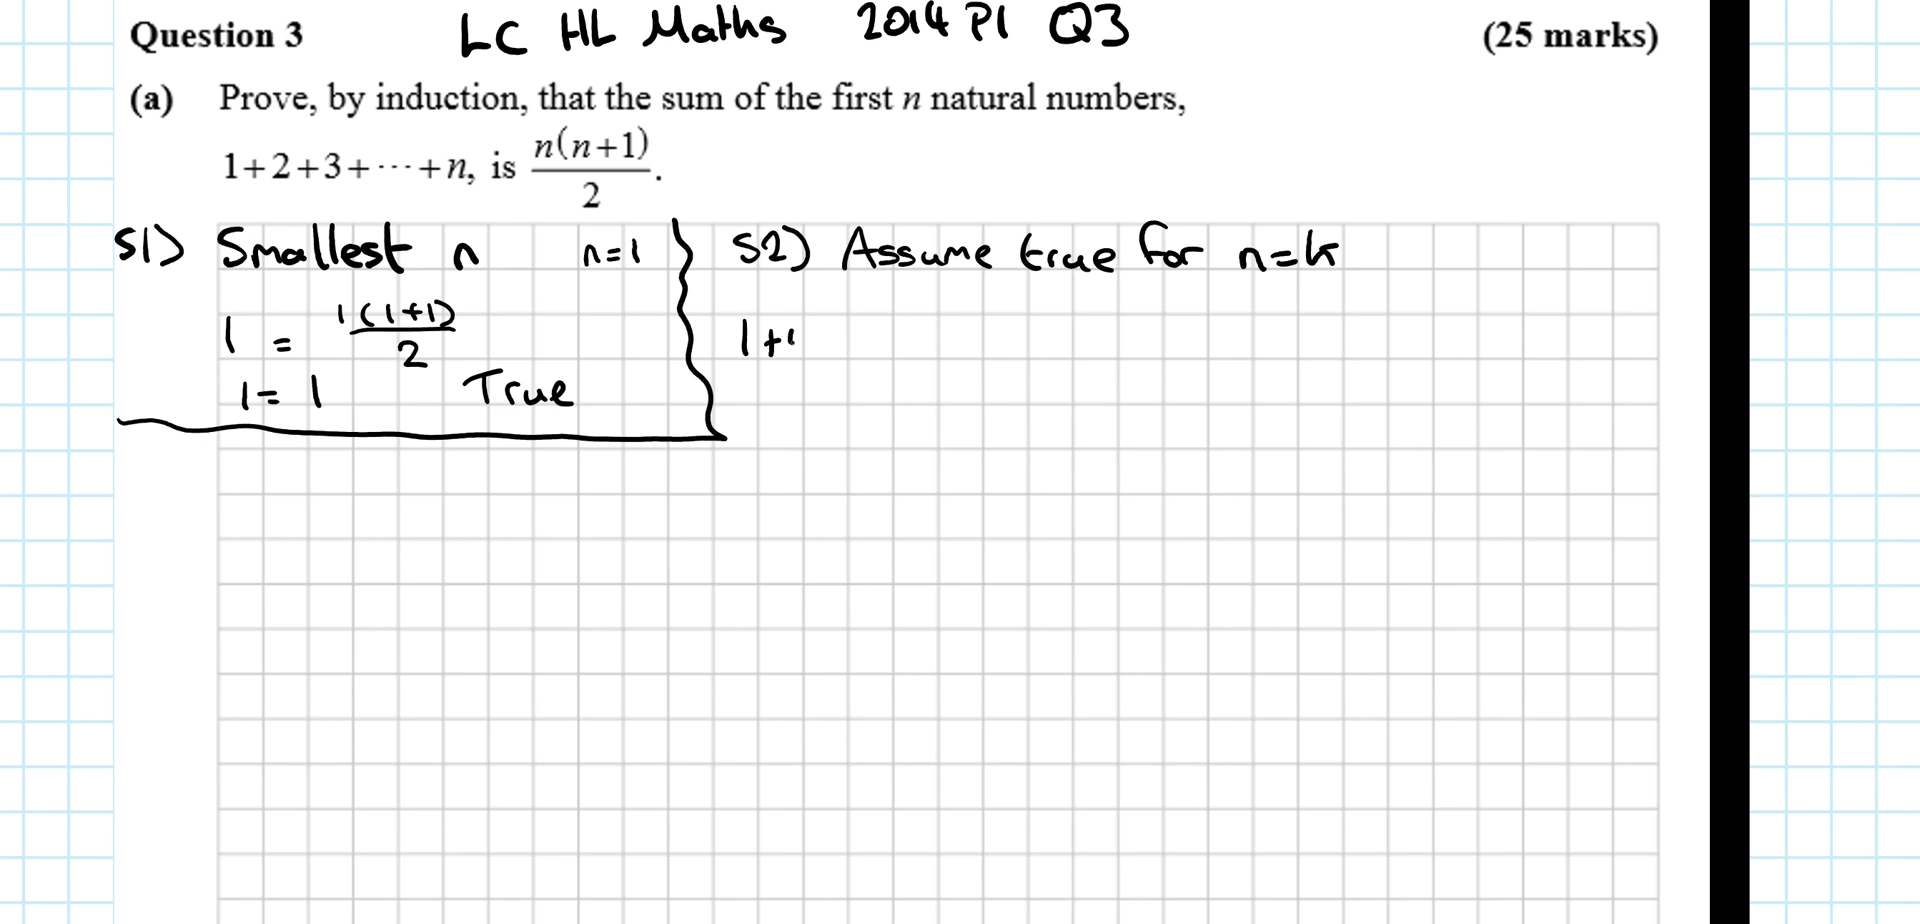 Question 3 LC HL Maths 2014 P1 Q3 (25 marks)
(a) Prove, by induction, that the sum of the first n natural numbers,
1+2+3+···+n, is n(n+1)/2.
S1) Smallest n n=1
1 = 1(1+1)/2
1 = 1 True
S2) Assume true for n=k
1+